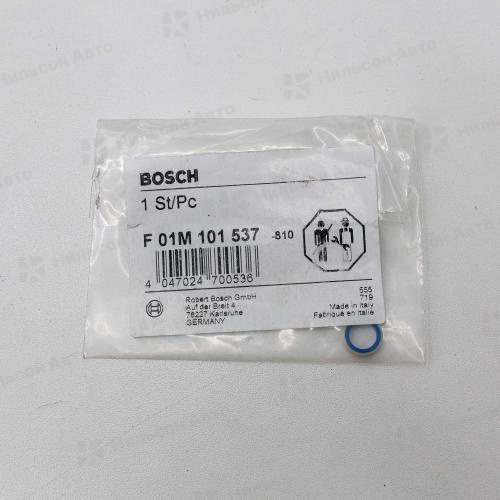 BOSCH
1 St/Pc
F 01M 101 537 -810
4 047024 700536
Robert Bosch GmbH
Auf der Breit 4
76227 Karlsruhe
GERMANY
555
719
Made in Italy
Fabriqué en Italie
Нильсон Авто